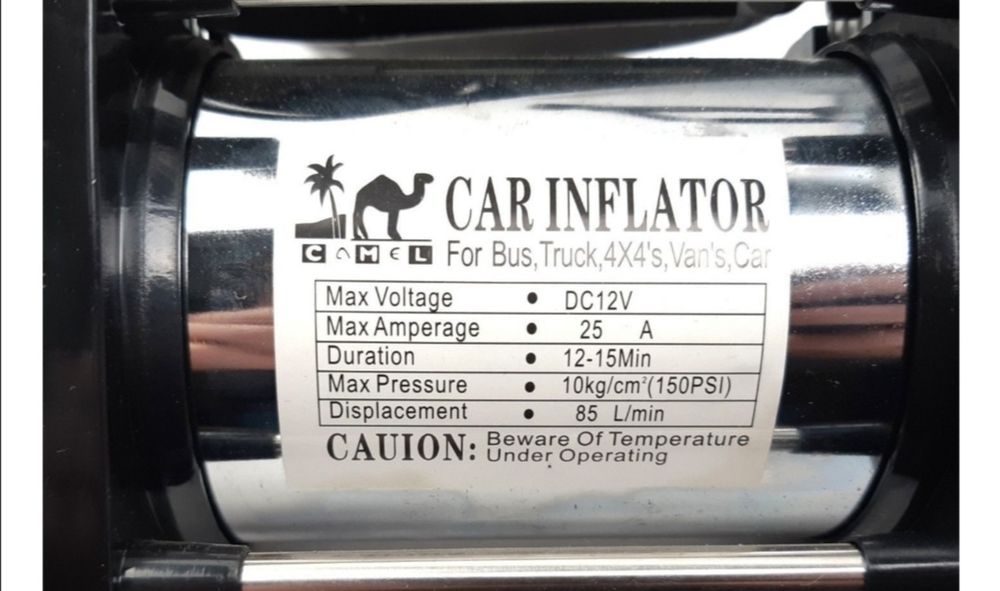 CAR INFLATOR
CAMEL
For Bus,Truck,4X4's,Van's,Car
Max Voltage • DC12V
Max Amperage • 25 A
Duration • 12-15Min
Max Pressure • 10kg/cm²(150PSI)
Displacement • 85 L/min
CAUION: Beware Of Temperature
Under Operating